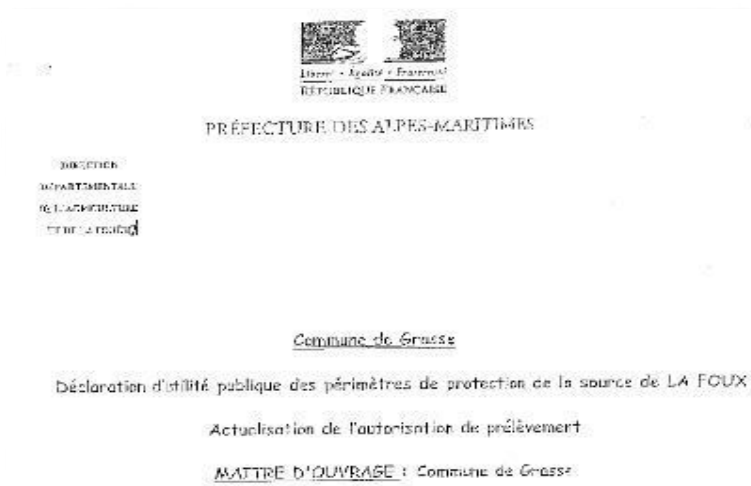 Liberté • Égalité • Fraternité
RÉPUBLIQUE FRANÇAISE
PRÉFECTURE DES ALPES-MARITIMES
DIRECTION
DÉPARTEMENTALE
DE L'AGRICULTURE
ET DE LA FORÊT
Commune de Grasse
Déclaration d'utilité publique des périmètres de protection de la source de LA FOUX
Actualisation de l'autorisation de prélèvement
MAITRE D'OUVRAGE : Commune de Grasse